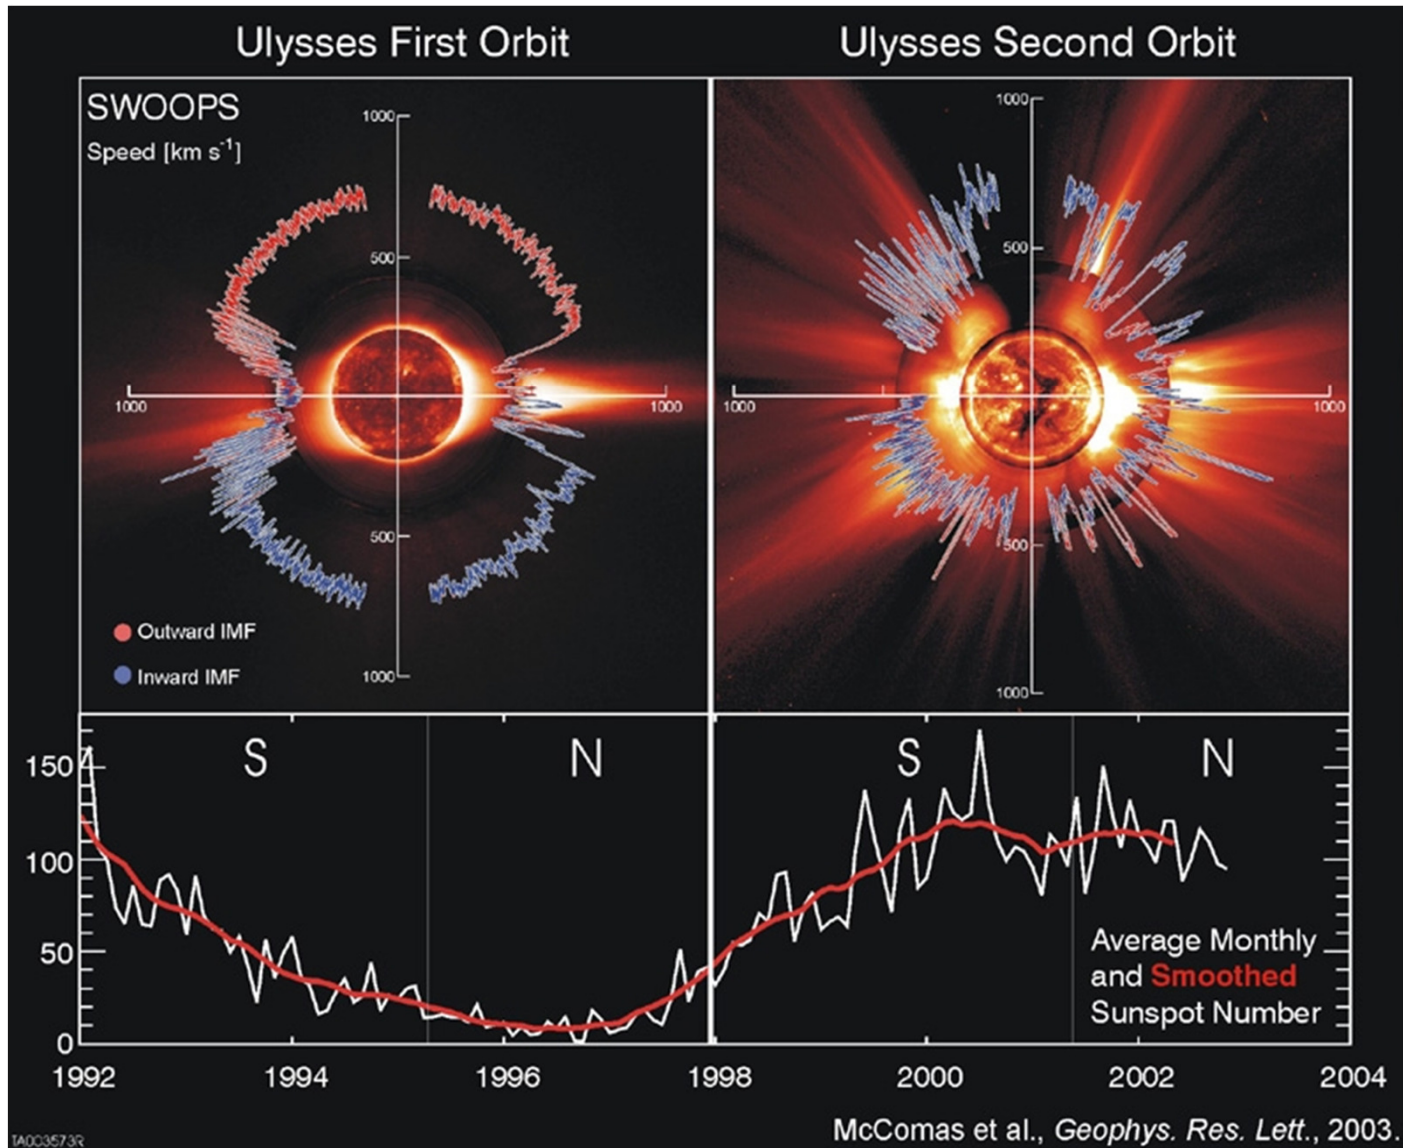 Ulysses First Orbit
Ulysses Second Orbit
SWOOPS
Speed [km s-1]
1000
500
1000
1000
500
1000
Outward IMF
Inward IMF
1000
500
1000
1000
500
1000
S
N
S
N
150
100
50
0
Average Monthly
and Smoothed
Sunspot Number
1992
1994
1996
1998
2000
2002
2004
McComas et al., Geophys. Res. Lett., 2003.
TA003573R